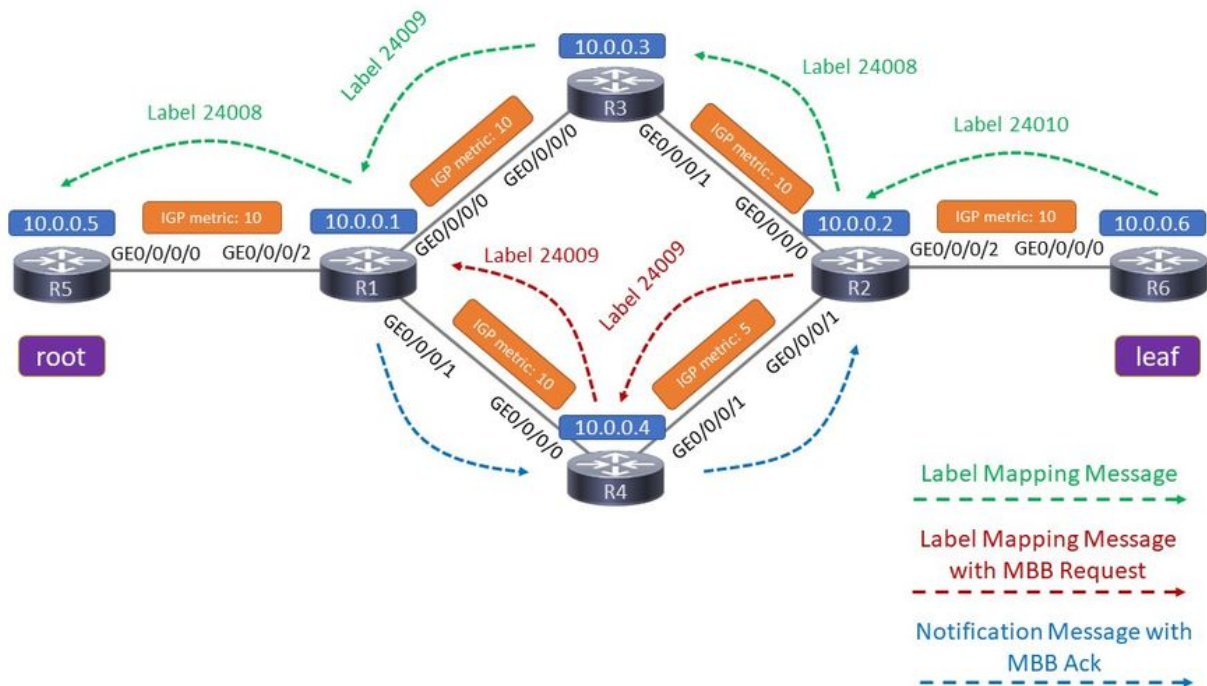 10.0.0.3
Label 24009
R3
Label 24008
Label 24008
IGP metric: 10
GE0/0/0/0
GE0/0/0/1
IGP metric: 10
Label 24010
10.0.0.5
IGP metric: 10
10.0.0.1
GE0/0/0/0
GE0/0/0/0
10.0.0.2
IGP metric: 10
10.0.0.6
GE0/0/0/0
GE0/0/0/2
GE0/0/0/2
GE0/0/0/0
R5
R1
Label 24009
Label 24009
R2
R6
root
GE0/0/0/1
IGP metric: 10
IGP metric: 5
GE0/0/0/1
leaf
GE0/0/0/0
10.0.0.4
GE0/0/0/1
R4
Label Mapping Message
Label Mapping Message
with MBB Request
Notification Message with
MBB Ack